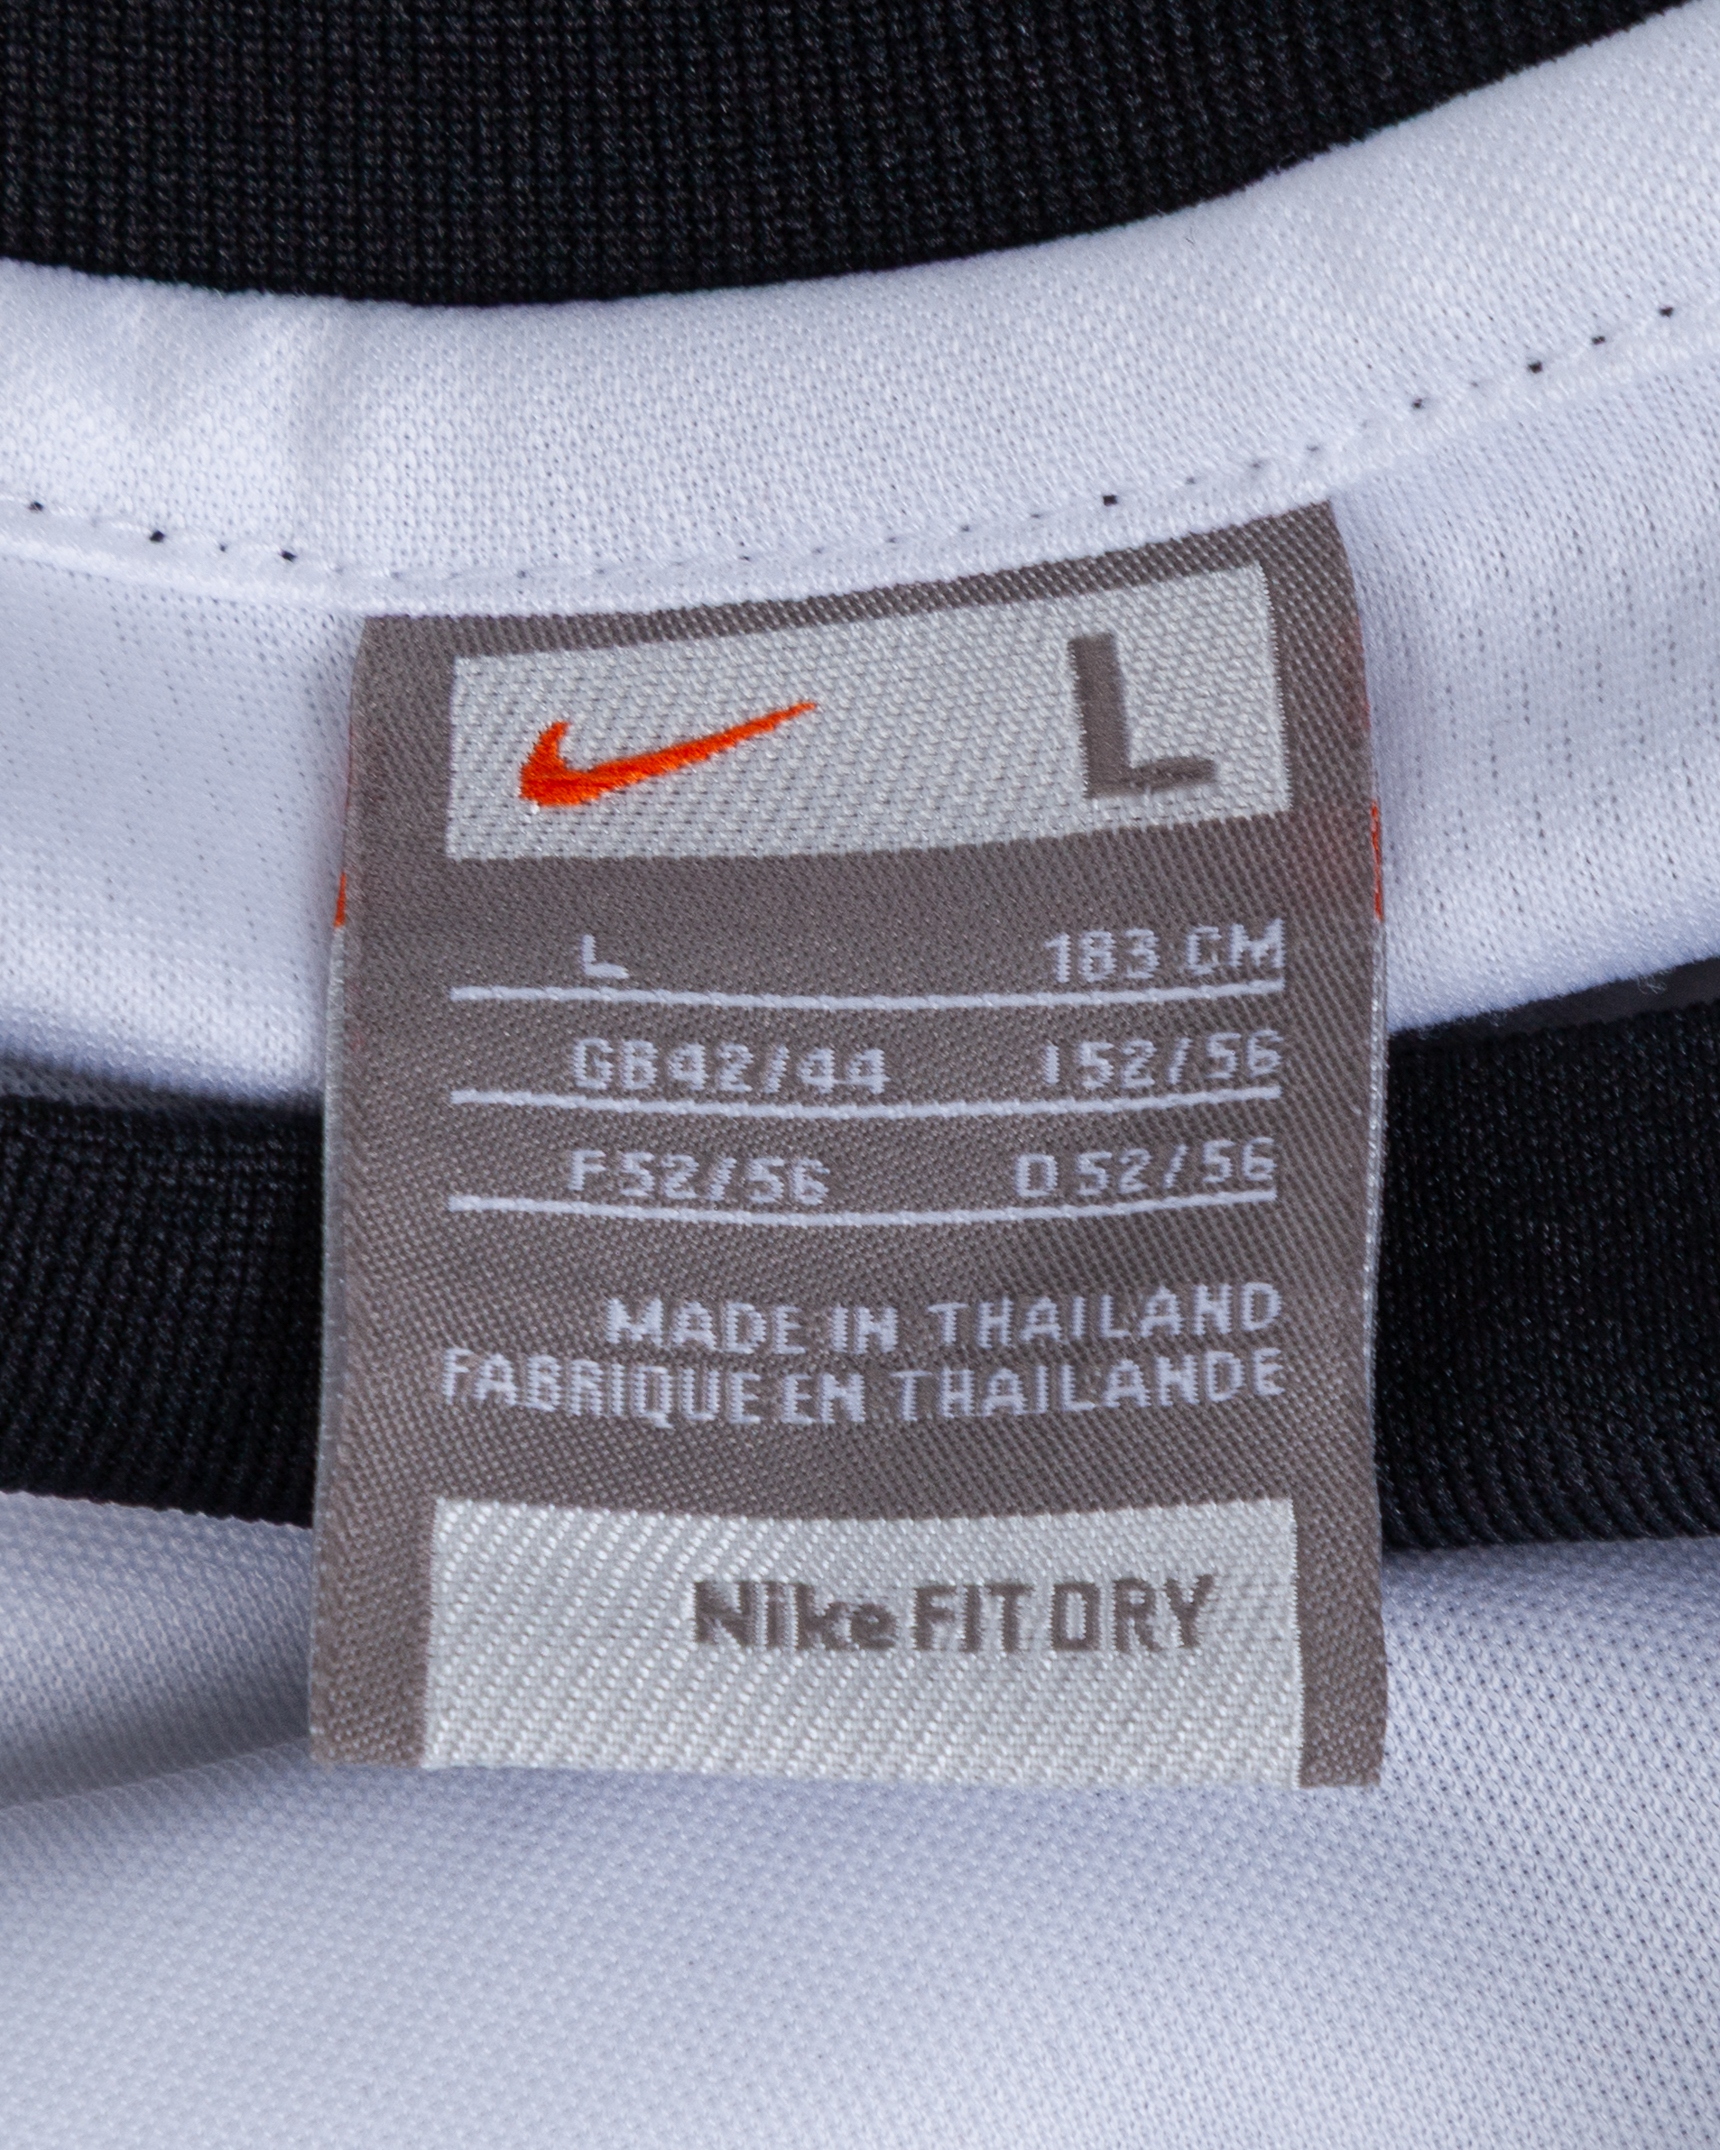 L
L 183 CM
GB42/44 I52/56
F52/56 D52/56
MADE IN THAILAND
FABRIQUE EN THAILANDE
Nike FIT DRY